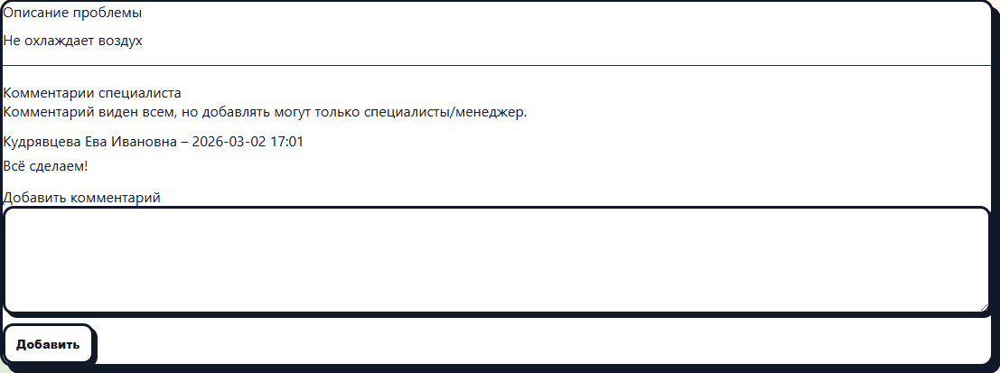 Описание проблемы
Не охлаждает воздух
Комментарии специалиста
Комментарий виден всем, но добавлять могут только специалисты/менеджер.
Кудрявцева Ева Ивановна – 2026-03-02 17:01
Всё сделаем!
Добавить комментарий
Добавить